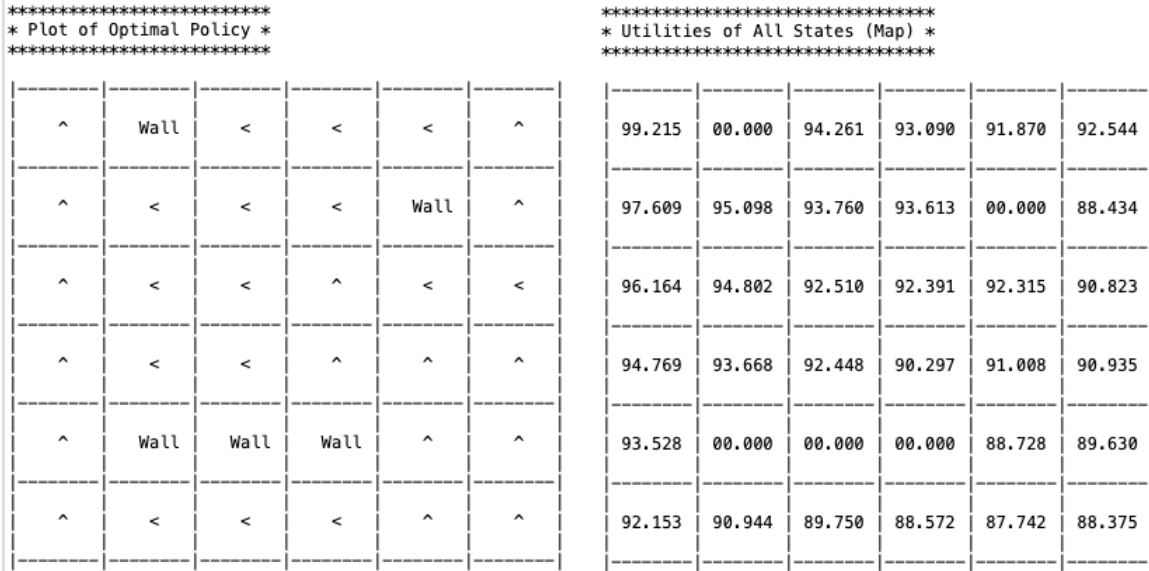 ***************************** *********************************
* Plot of Optimal Policy * * Utilities of All States (Map) *
***************************** *********************************
|--------|--------|--------|--------|--------|--------| |--------|--------|--------|--------|--------|--------
| ^ | Wall | < | < | < | ^ | | 99.215 | 00.000 | 94.261 | 93.090 | 91.870 | 92.544
|--------|--------|--------|--------|--------|--------| |--------|--------|--------|--------|--------|--------
| ^ | < | < | < | Wall | ^ | | 97.609 | 95.098 | 93.760 | 93.613 | 00.000 | 88.434
|--------|--------|--------|--------|--------|--------| |--------|--------|--------|--------|--------|--------
| ^ | < | < | ^ | < | < | | 96.164 | 94.802 | 92.510 | 92.391 | 92.315 | 90.823
|--------|--------|--------|--------|--------|--------| |--------|--------|--------|--------|--------|--------
| ^ | < | < | ^ | ^ | ^ | | 94.769 | 93.668 | 92.448 | 90.297 | 91.008 | 90.935
|--------|--------|--------|--------|--------|--------| |--------|--------|--------|--------|--------|--------
| ^ | Wall | Wall | Wall | ^ | ^ | | 93.528 | 00.000 | 00.000 | 00.000 | 88.728 | 89.630
|--------|--------|--------|--------|--------|--------| |--------|--------|--------|--------|--------|--------
| ^ | < | < | < | ^ | ^ | | 92.153 | 90.944 | 89.750 | 88.572 | 87.742 | 88.375
|--------|--------|--------|--------|--------|--------| |--------|--------|--------|--------|--------|--------